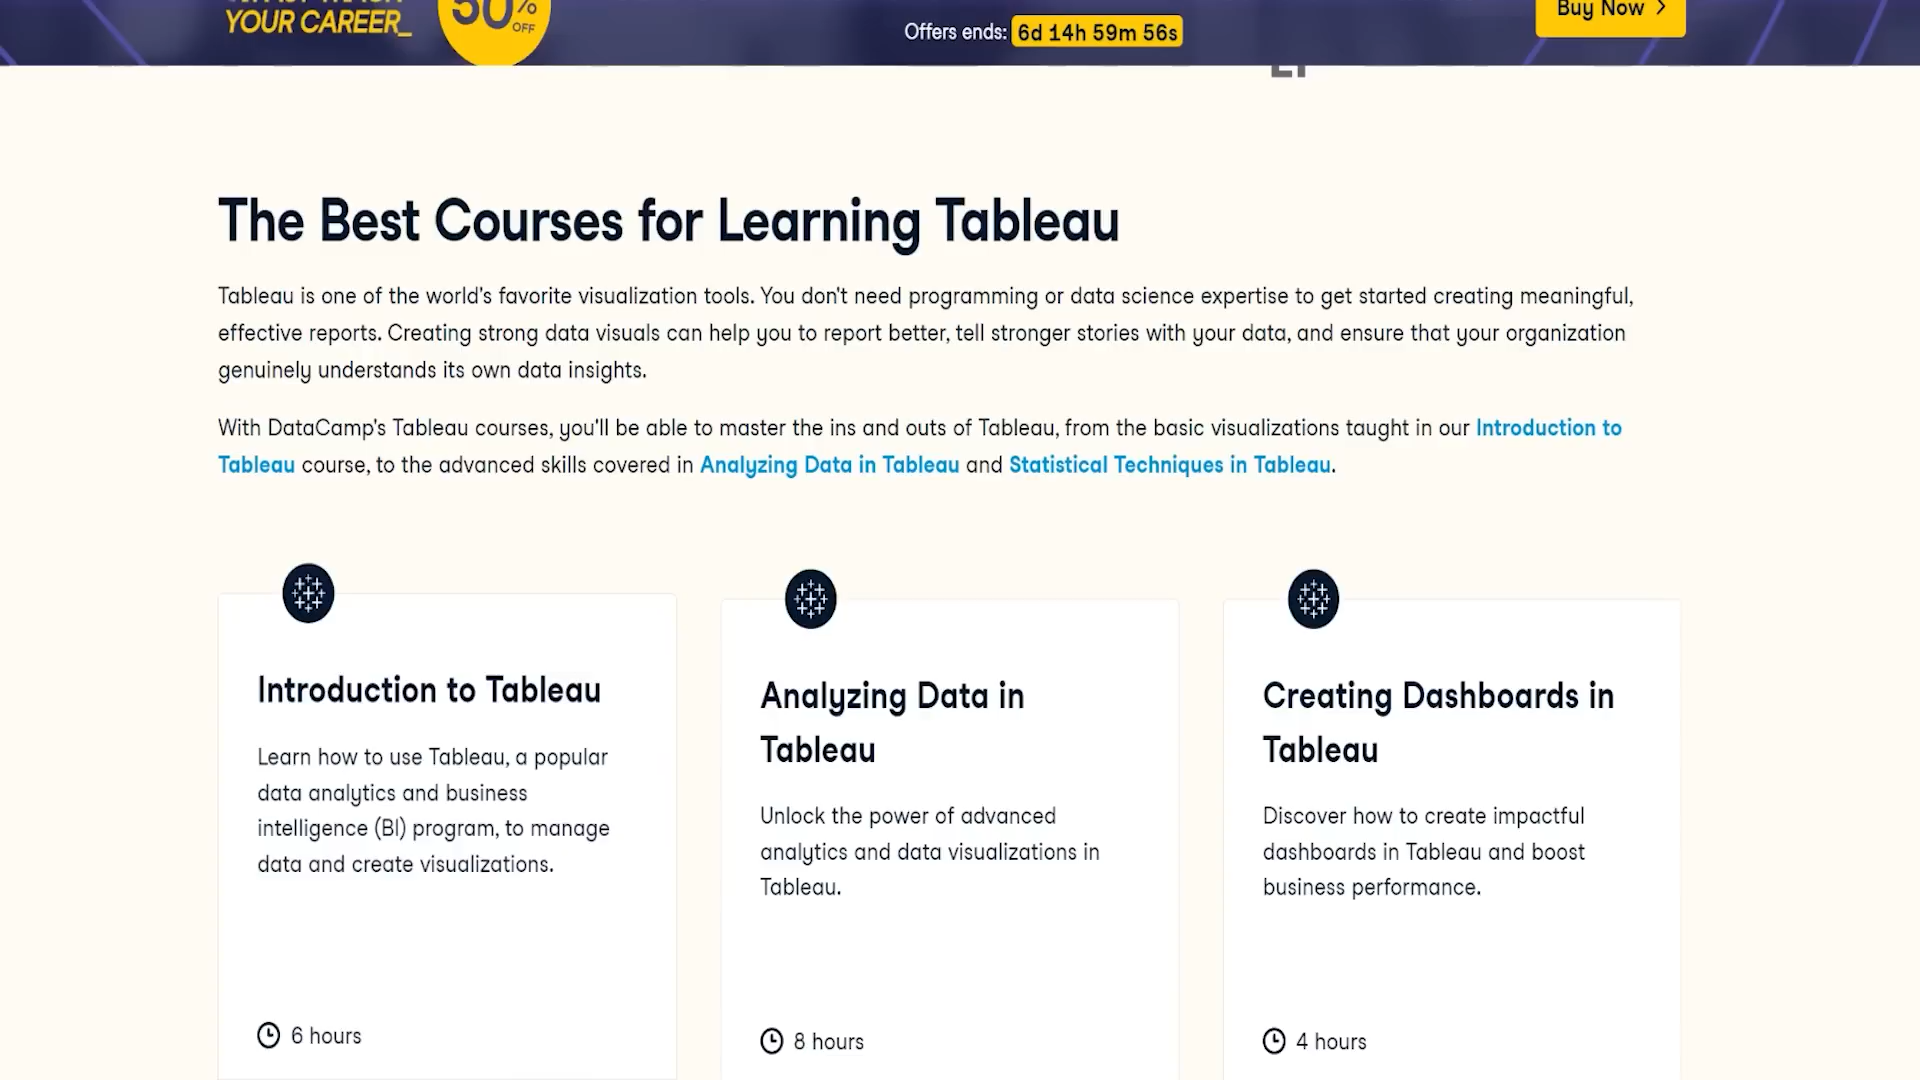 YOUR CAREER_
50% OFF
Offers ends: 6d 14h 59m 56s
Buy Now
The Best Courses for Learning Tableau
Tableau is one of the world's favorite visualization tools. You don't need programming or data science expertise to get started creating meaningful,
effective reports. Creating strong data visuals can help you to report better, tell stronger stories with your data, and ensure that your organization
genuinely understands its own data insights.
With DataCamp's Tableau courses, you'll be able to master the ins and outs of Tableau, from the basic visualizations taught in our Introduction to
Tableau course, to the advanced skills covered in Analyzing Data in Tableau and Statistical Techniques in Tableau.
Introduction to Tableau
Learn how to use Tableau, a popular
data analytics and business
intelligence (BI) program, to manage
data and create visualizations.
6 hours
Analyzing Data in
Tableau
Unlock the power of advanced
analytics and data visualizations in
Tableau.
8 hours
Creating Dashboards in
Tableau
Discover how to create impactful
dashboards in Tableau and boost
business performance.
4 hours